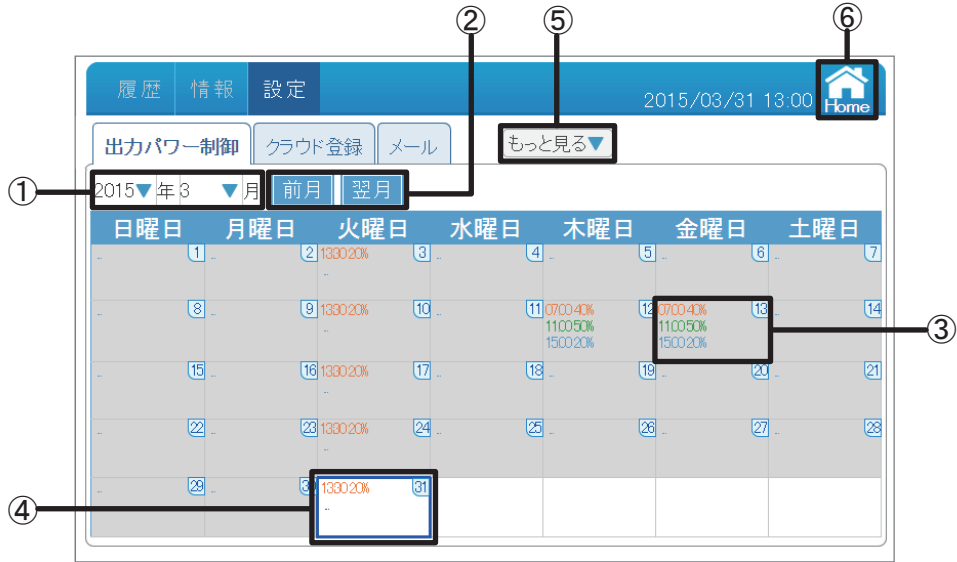 ② ⑤ ⑥
履歴 情報 設定 2015/03/31 13:00 Home
出力パワー制御 クラウド登録 メール もっと見る▼
① 2015▼年3 ▼月 前月 翌月
日曜日 月曜日 火曜日 水曜日 木曜日 金曜日 土曜日
.. 1 .. 2 13:30 20% 3 .. 4 .. 5 .. 6 .. 7
..
.. 8 .. 9 13:30 20% 10 .. 11 07:00 40% 12 07:00 40% 13 .. 14
.. 11:00 50% 11:00 50% ③
15:00 20% 15:00 20%
.. 15 .. 16 13:30 20% 17 .. 18 .. 19 .. 20 .. 21
..
.. 22 .. 23 13:30 20% 24 .. 25 .. 26 .. 27 .. 28
..
.. 29 .. 30 13:30 20% 31
④ ..